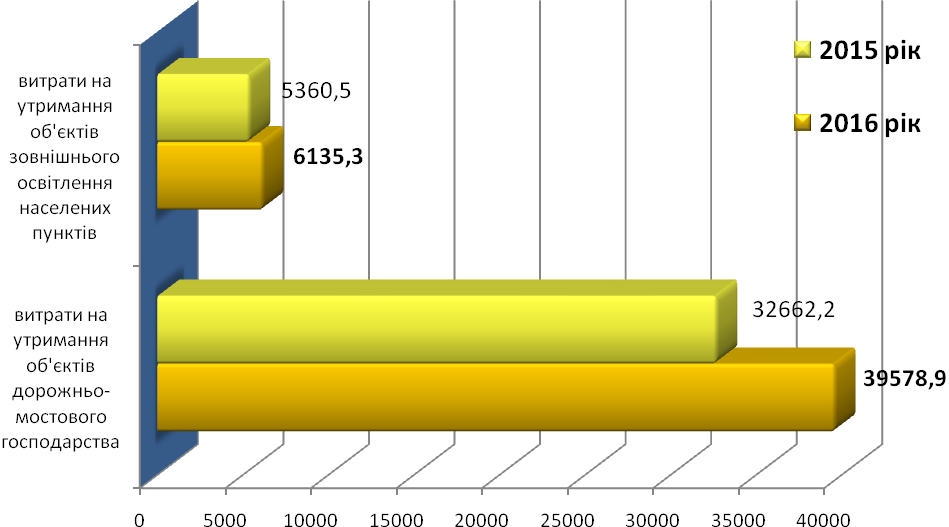 витрати на
утримання
об'єктів
зовнішнього
освітлення
населених
пунктів
5360,5
6135,3
2015 рік
2016 рік
витрати на
утримання
об'єктів
дорожньо-
мостового
господарства
32662,2
39578,9
0 5000 10000 15000 20000 25000 30000 35000 40000